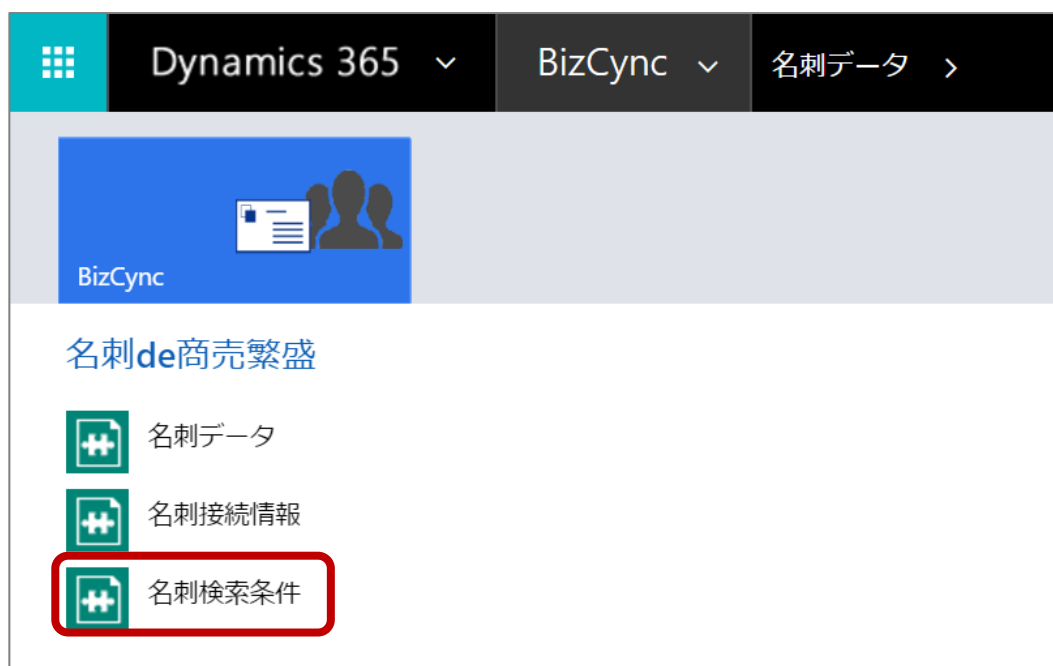 Dynamics 365 BizCync 名刺データ
BizCync
名刺de商売繁盛
名刺データ
名刺接続情報
名刺検索条件